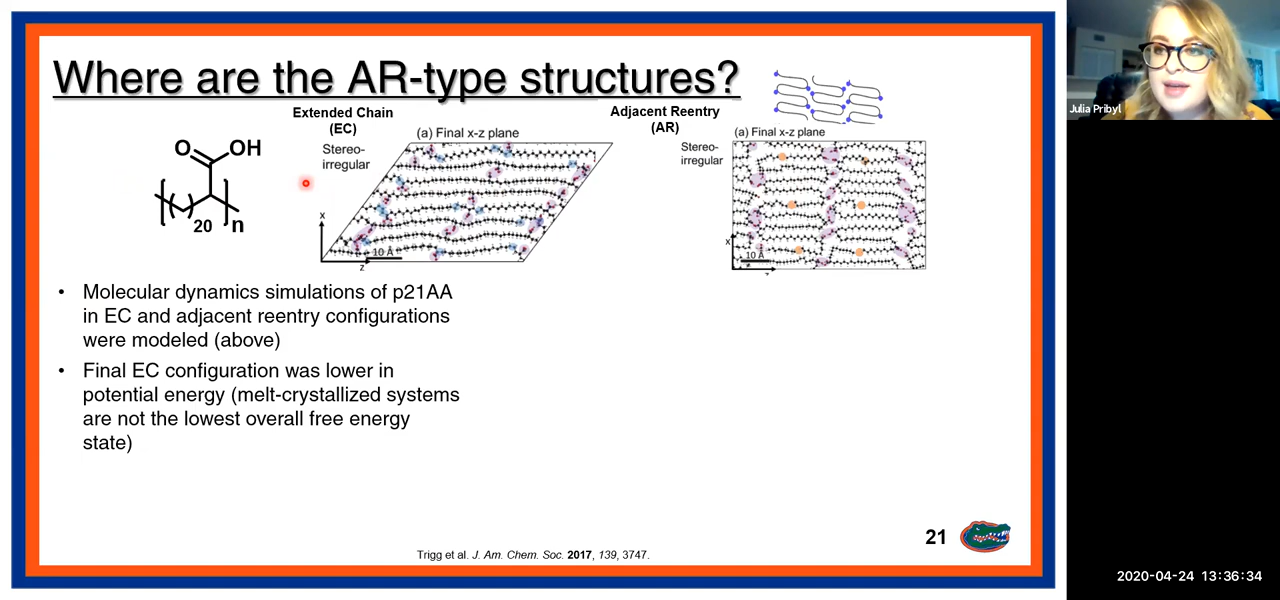 Where are the AR-type structures?
Extended Chain
(EC)
Adjacent Reentry
(AR)
O
OH
20
n
Stereo-
irregular
(a) Final x-z plane
x
10 Å
z
Stereo-
irregular
(a) Final x-z plane
x
10 Å
• Molecular dynamics simulations of p21AA
in EC and adjacent reentry configurations
were modeled (above)
• Final EC configuration was lower in
potential energy (melt-crystallized systems
are not the lowest overall free energy
state)
21
Trigg et al. J. Am. Chem. Soc. 2017, 139, 3747.
Julia Pribyl
2020-04-24 13:36:34